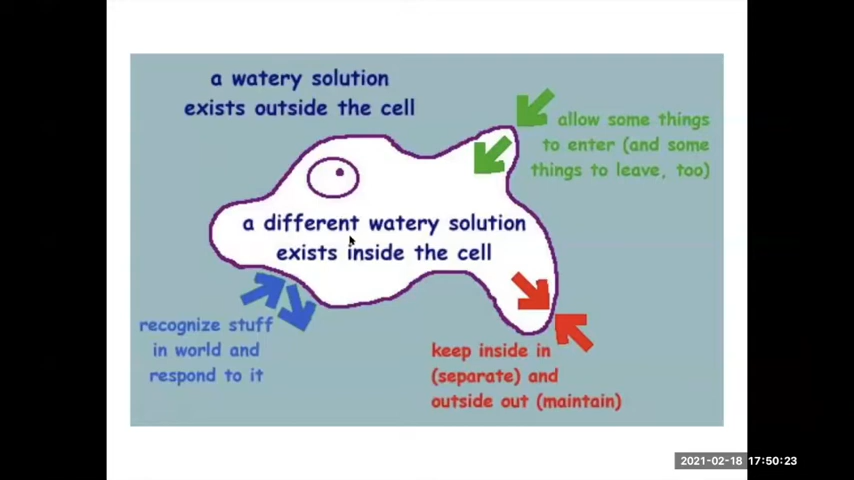 a watery solution
exists outside the cell
allow some things
to enter (and some
things to leave, too)
a different watery solution
exists inside the cell
recognize stuff
in world and
respond to it
keep inside in
(separate) and
outside out (maintain)
2021-02-18 17:50:23